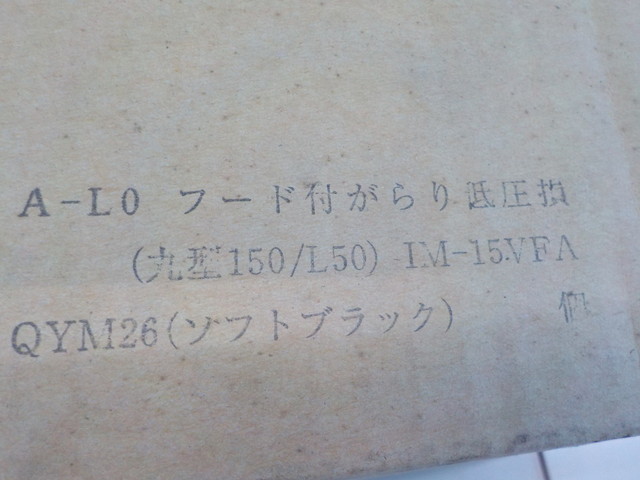 A-L0 フード付がらり低圧損
(丸型150/L50) IM-15VFA
QYM26(ソフトブラック) 個